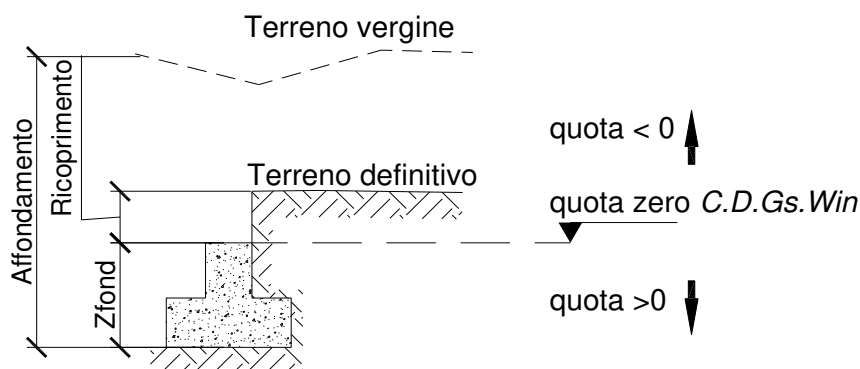 Terreno vergine
Affondamento
Ricoprimento
quota < 0
Terreno definitivo
quota zero C.D.Gs.Win
Zfond
quota >0